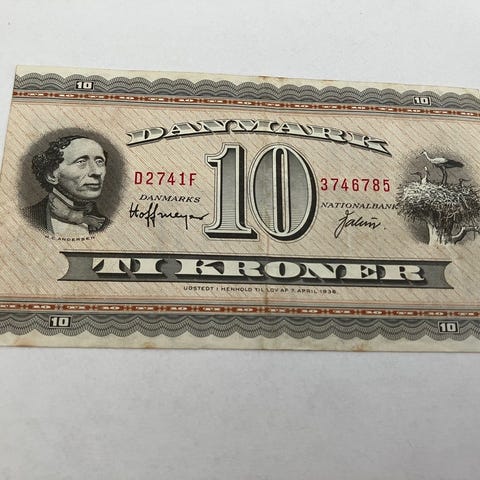 10 10
DANMARK
D2741F 10 3746785
DANMARKS NATIONALBANK
Hoffmeyer
H.C. ANDERSEN
TI KRONER
UDSTEDT I HENHOLD TIL LOV AF 7. APRIL 1936
10 10